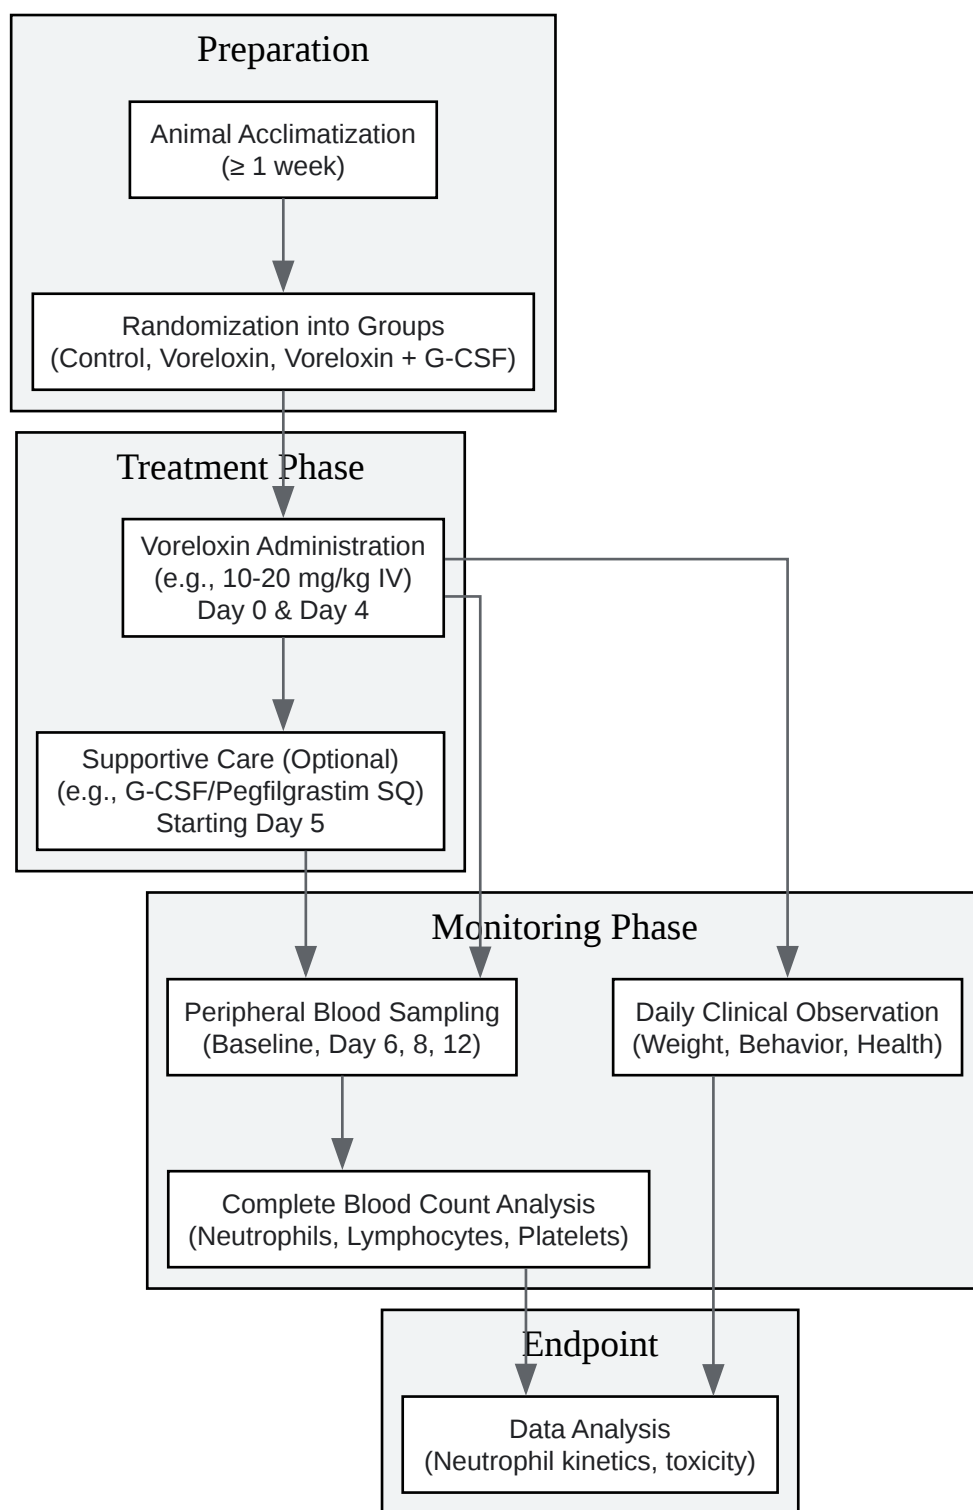 Preparation
Animal Acclimatization
(≥ 1 week)
Randomization into Groups
(Control, Voreloxin, Voreloxin + G-CSF)
Treatment Phase
Voreloxin Administration
(e.g., 10-20 mg/kg IV)
Day 0 & Day 4
Supportive Care (Optional)
(e.g., G-CSF/Pegfilgrastim SQ)
Starting Day 5
Monitoring Phase
Peripheral Blood Sampling
(Baseline, Day 6, 8, 12)
Daily Clinical Observation
(Weight, Behavior, Health)
Complete Blood Count Analysis
(Neutrophils, Lymphocytes, Platelets)
Endpoint
Data Analysis
(Neutrophil kinetics, toxicity)